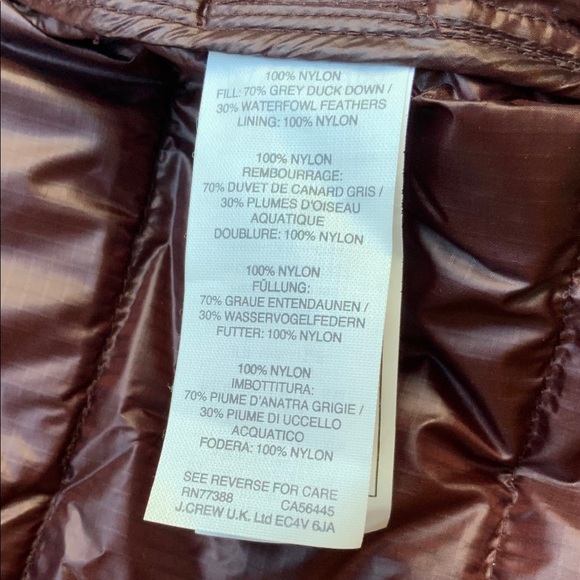 100% NYLON
FILL: 70% GREY DUCK DOWN /
30% WATERFOWL FEATHERS
LINING: 100% NYLON
100% NYLON
REMBOURRAGE:
70% DUVET DE CANARD GRIS /
30% PLUMES D'OISEAU
AQUATIQUE
DOUBLURE: 100% NYLON
100% NYLON
FÜLLUNG:
70% GRAUE ENTENDAUNEN /
30% WASSERVOGELFEDERN
FUTTER: 100% NYLON
100% NYLON
IMBOTTITURA:
70% PIUME D'ANATRA GRIGIE /
30% PIUME DI UCCELLO
ACQUATICO
FODERA: 100% NYLON
SEE REVERSE FOR CARE
RN77388 CA56445
J.CREW U.K. Ltd EC4V 6JA